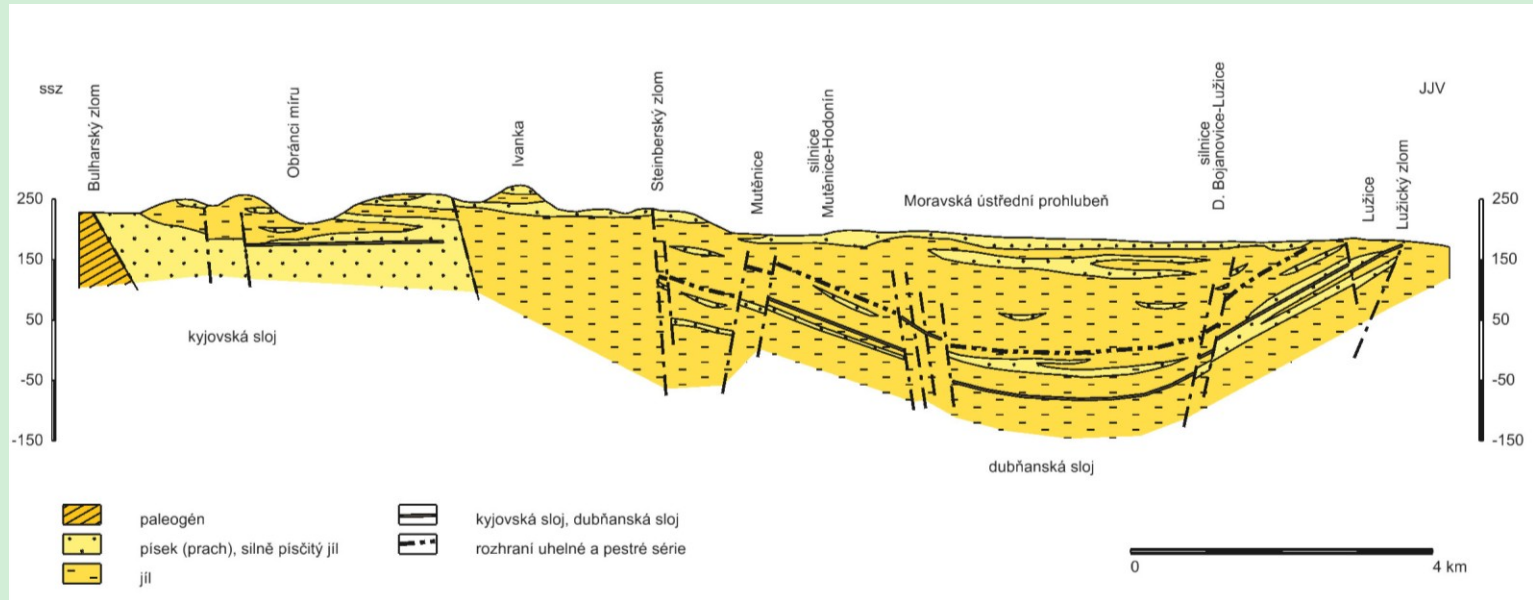 ssz
JJV
Bulharský zlom
Obránci míru
Ivanka
Steinberský zlom
Mutěnice
silnice
Mutěnice-Hodonín
Moravská ústřední prohlubeň
silnice
D. Bojanovice-Lužice
Lužice
Lužický zlom
250
150
50
-50
-150
250
150
50
-50
-150
kyjovská sloj
dubňanská sloj
paleogén
písek (prach), silně písčitý jíl
jíl
kyjovská sloj, dubňanská sloj
rozhraní uhelné a pestré série
0
4 km